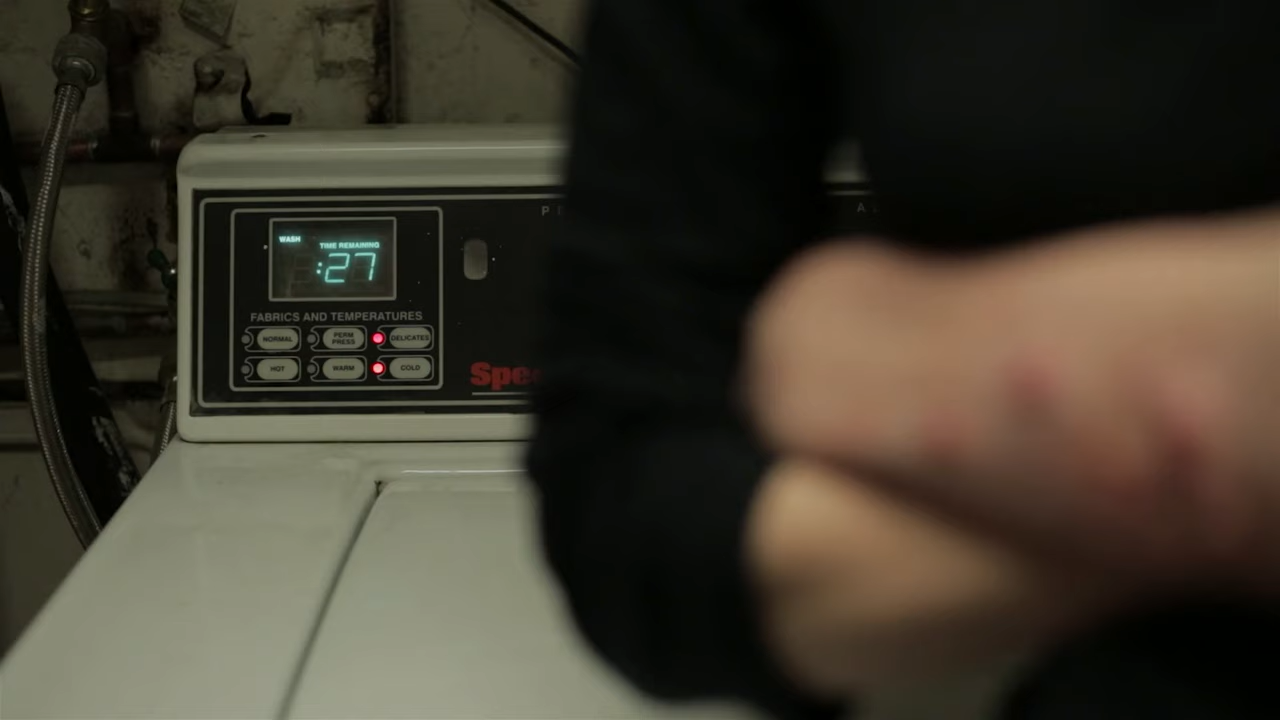 WASH
TIME REMAINING
:27
FABRICS AND TEMPERATURES
NORMAL
PERM
PRESS
DELICATES
HOT
WARM
COLD